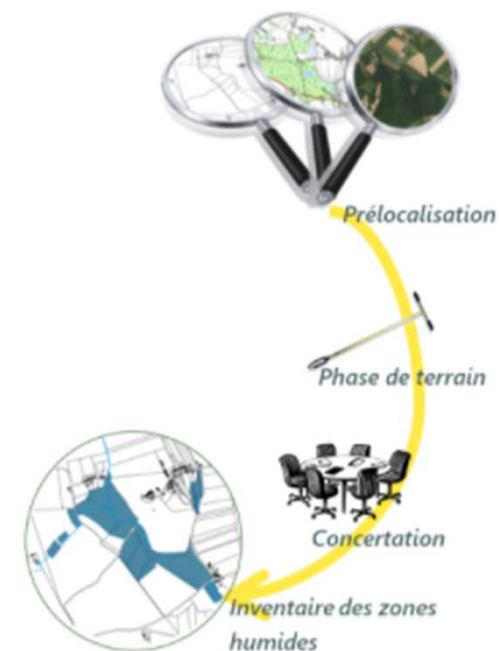 Prélocalisation
Phase de terrain
Concertation
Inventaire des zones
humides